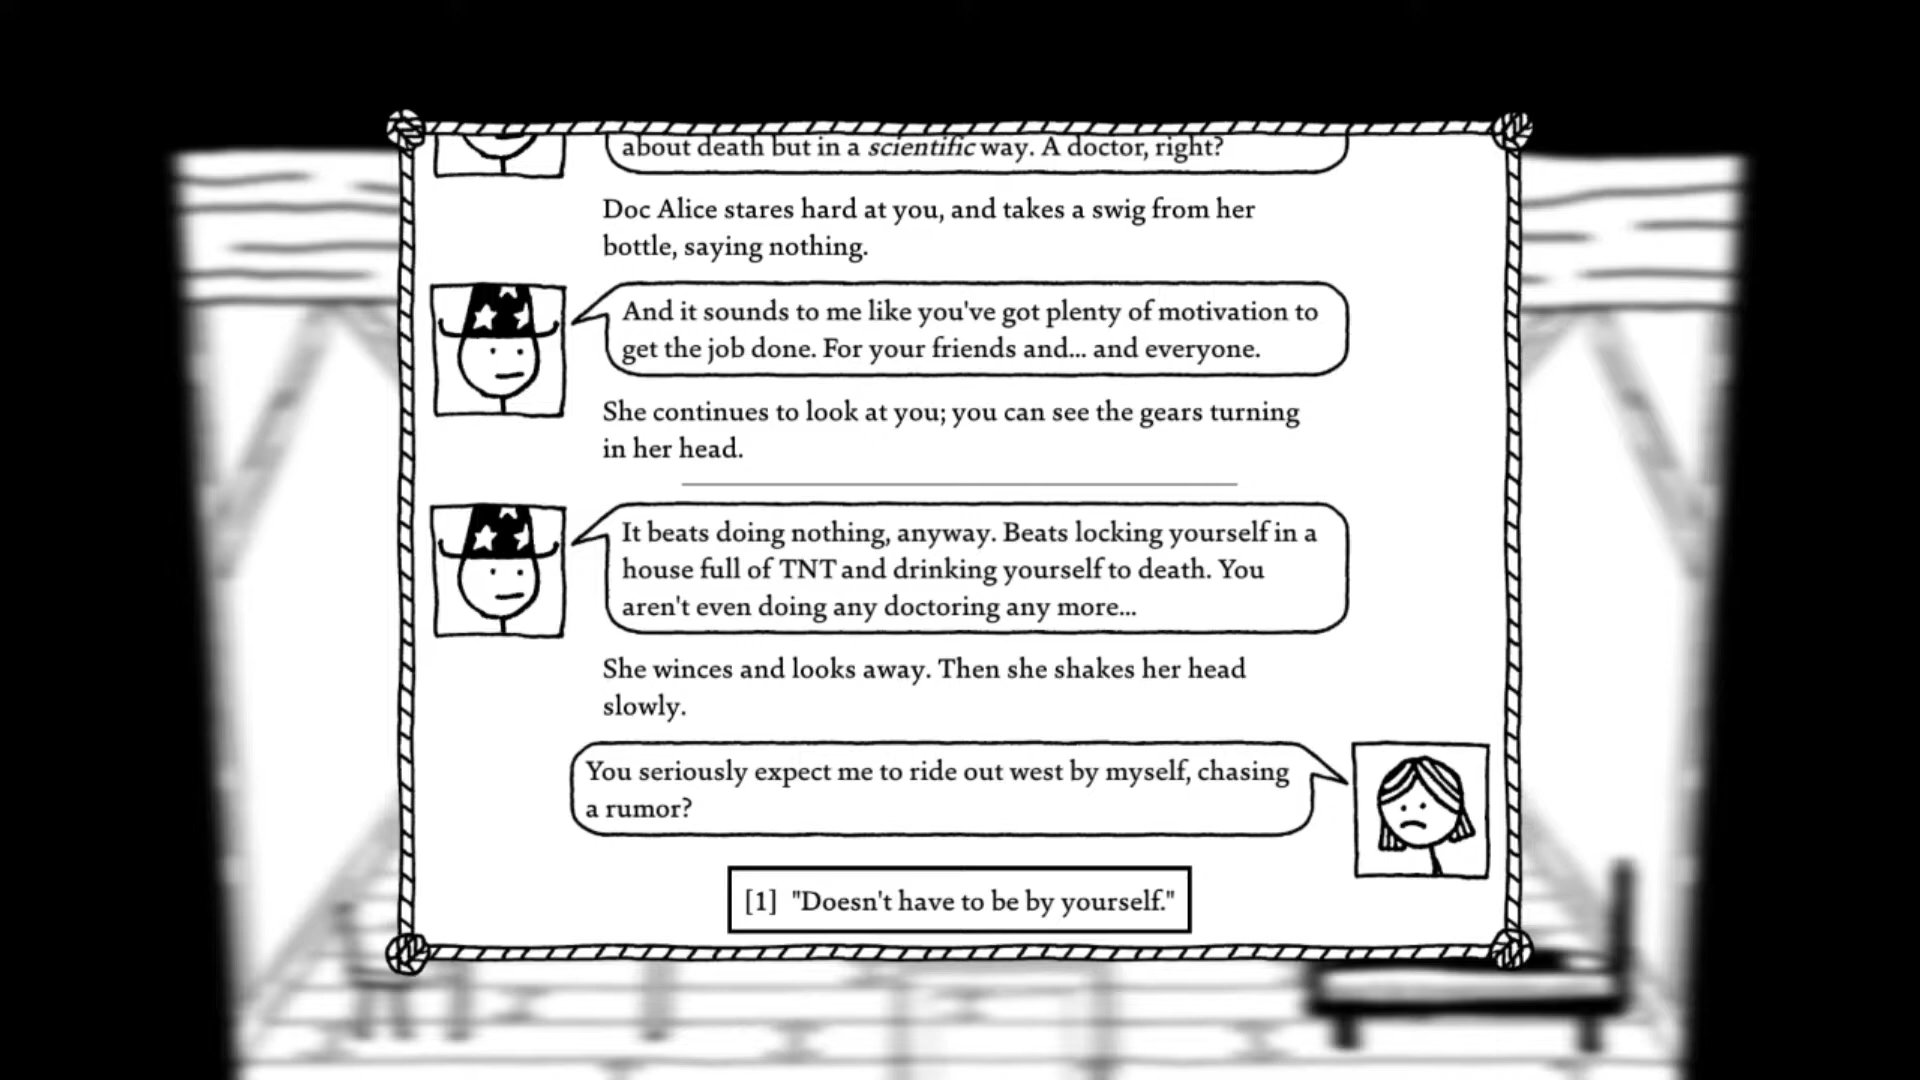 about death but in a scientific way. A doctor, right?
Doc Alice stares hard at you, and takes a swig from her
bottle, saying nothing.
And it sounds to me like you've got plenty of motivation to
get the job done. For your friends and... and everyone.
She continues to look at you; you can see the gears turning
in her head.
It beats doing nothing, anyway. Beats locking yourself in a
house full of TNT and drinking yourself to death. You
aren't even doing any doctoring any more...
She winces and looks away. Then she shakes her head
slowly.
You seriously expect me to ride out west by myself, chasing
a rumor?
[1] "Doesn't have to be by yourself."